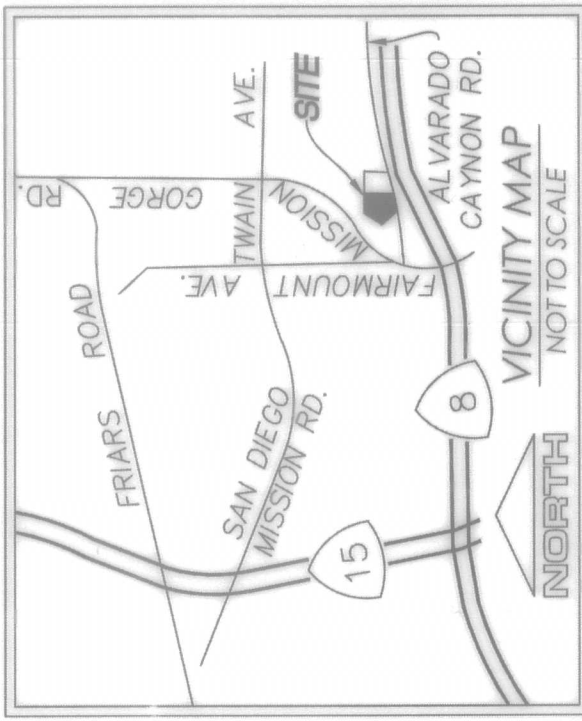 FRIARS ROAD
SAN DIEGO
MISSION RD.
15
8
FAIRMOUNT AVE.
MISSION GORGE RD.
TWAIN AVE.
SITE
ALVARADO
CAYNON RD.
VICINITY MAP
NOT TO SCALE
NORTH